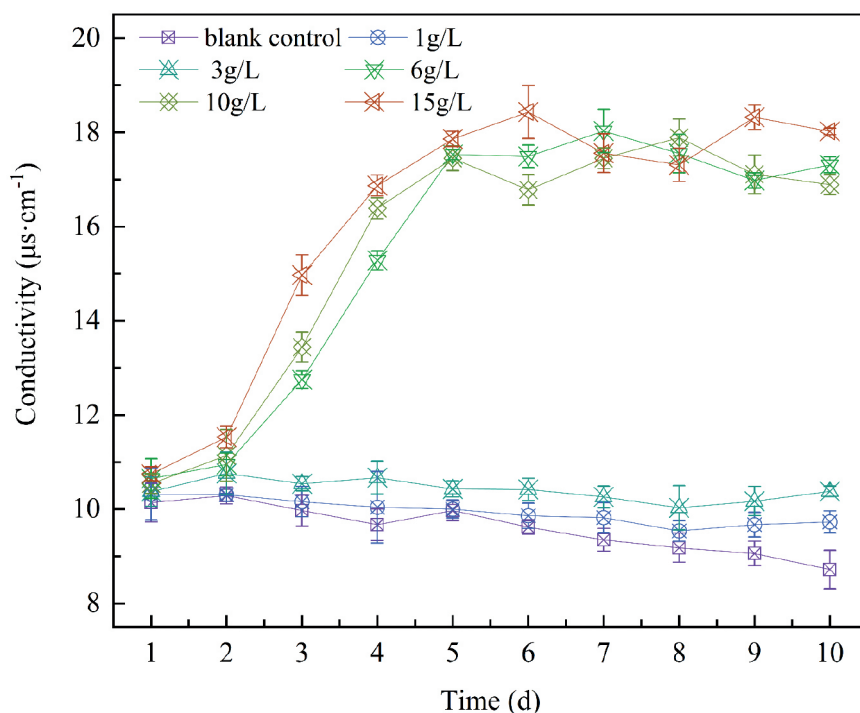 20
18
16
14
12
10
8
Conductivity (μs·cm⁻¹)
blank control 1g/L
3g/L 6g/L
10g/L 15g/L
1 2 3 4 5 6 7 8 9 10
Time (d)